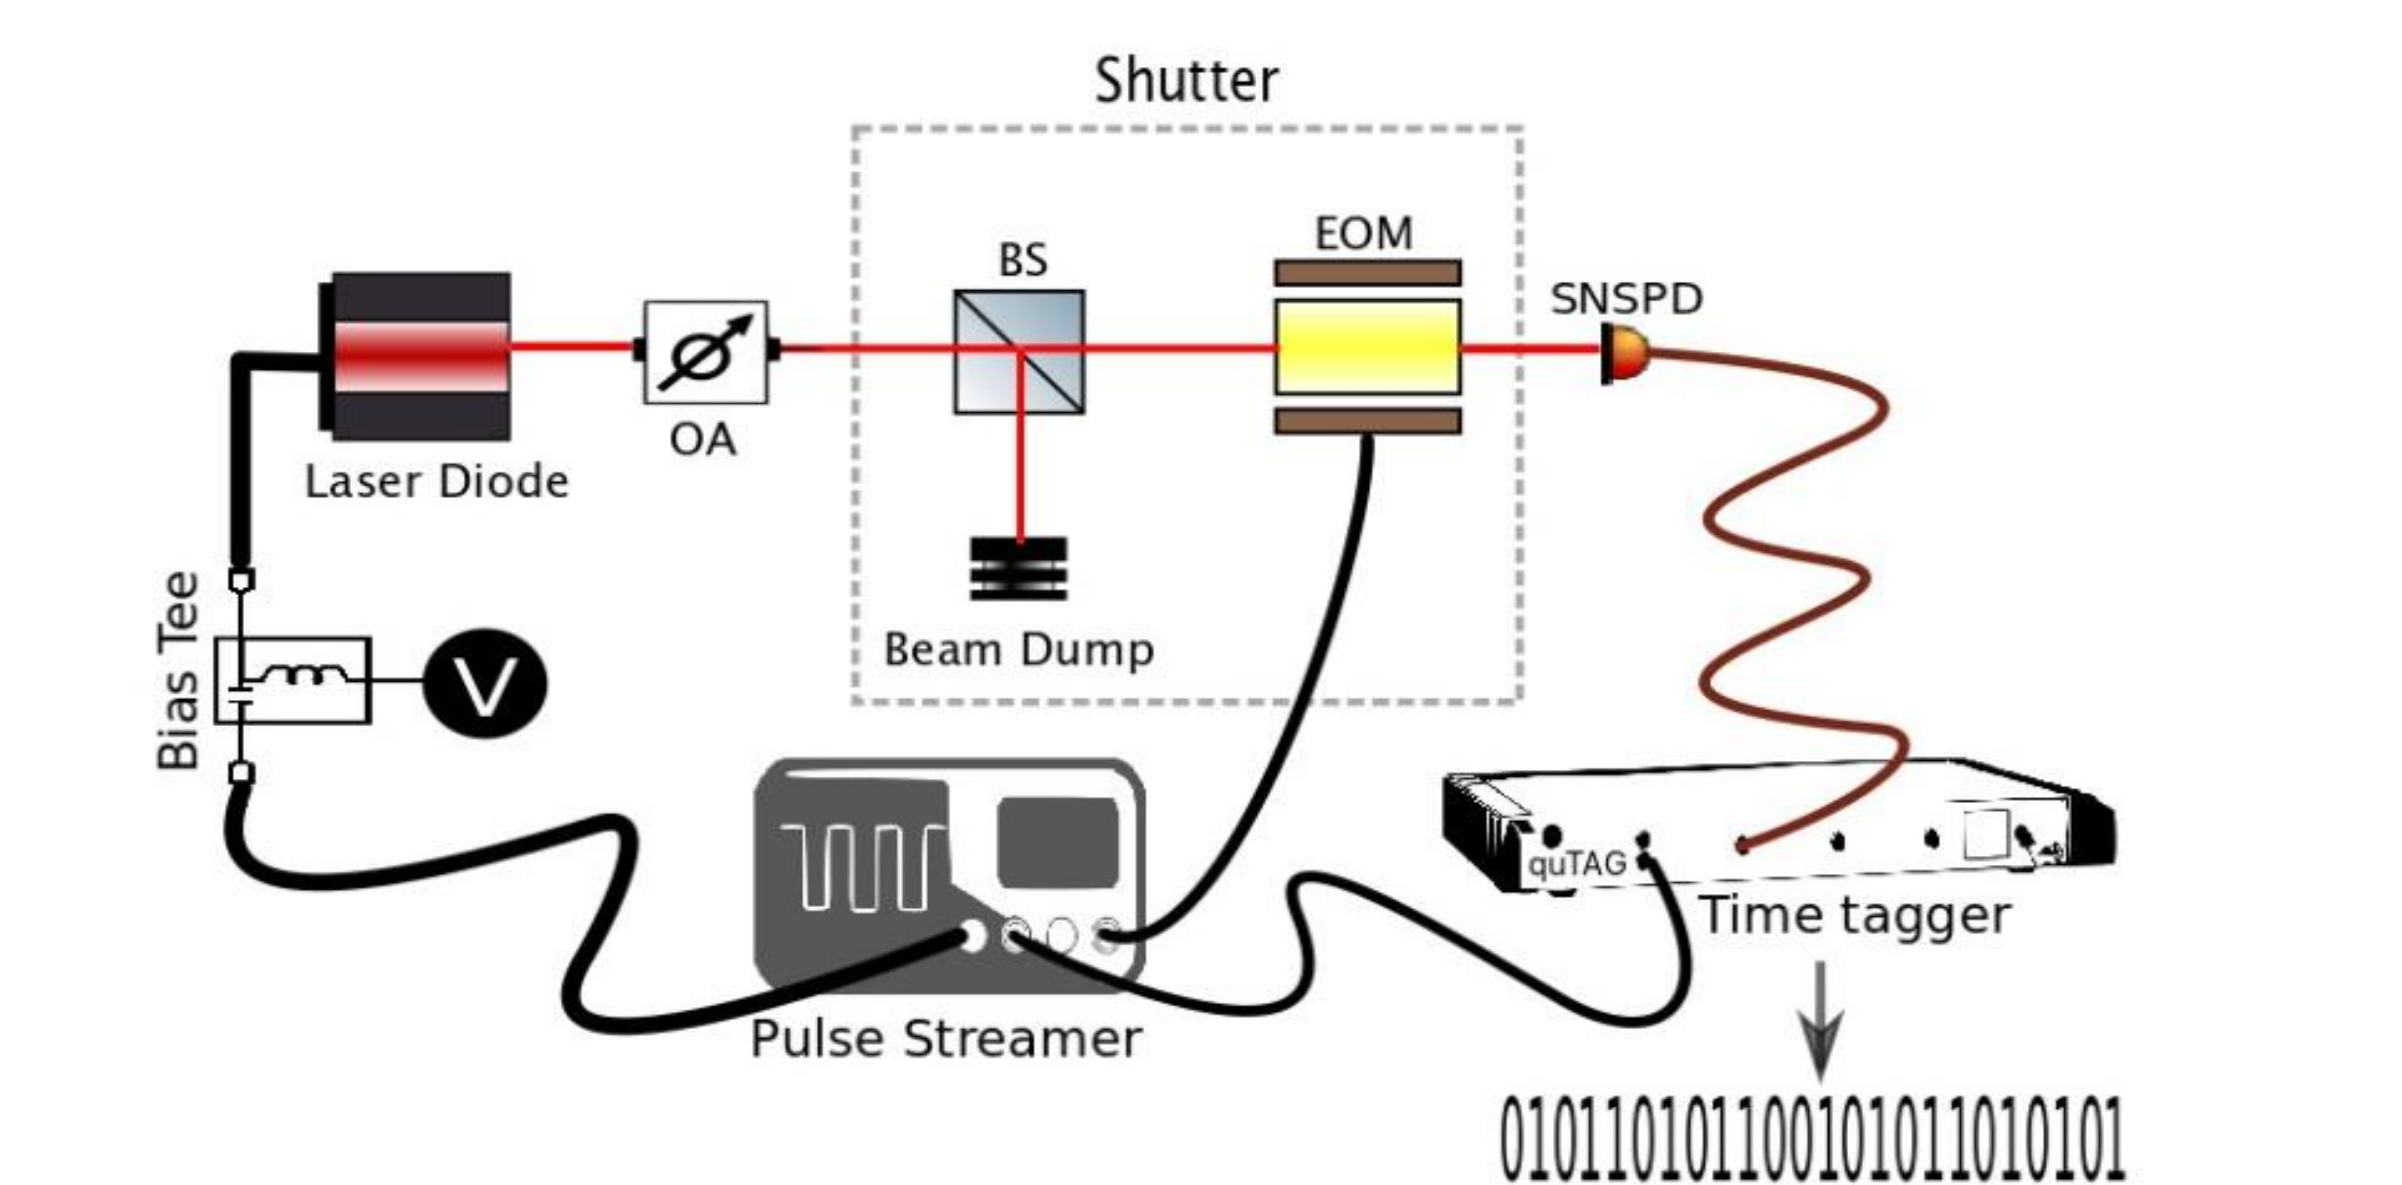 Shutter
BS
EOM
SNSPD
OA
Laser Diode
Beam Dump
Bias Tee
V
quTAG
Time tagger
Pulse Streamer
01011010110010101101010101